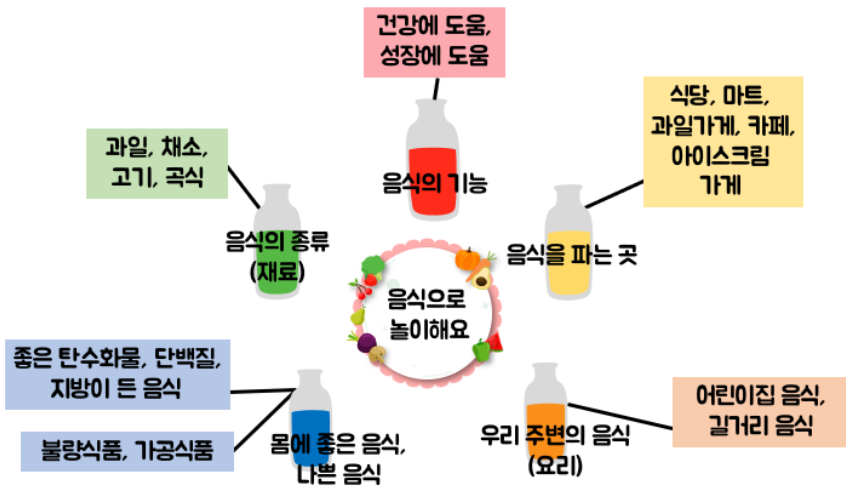 건강에 도움,
성장에 도움
음식의 기능
식당, 마트,
과일가게, 카페,
아이스크림
가게
음식을 파는 곳
과일, 채소,
고기, 곡식
음식의 종류
(재료)
음식으로
놀이해요
좋은 탄수화물, 단백질,
지방이 든 음식
불량식품, 가공식품
몸에 좋은 음식,
나쁜 음식
우리 주변의 음식
(요리)
어린이집 음식,
길거리 음식